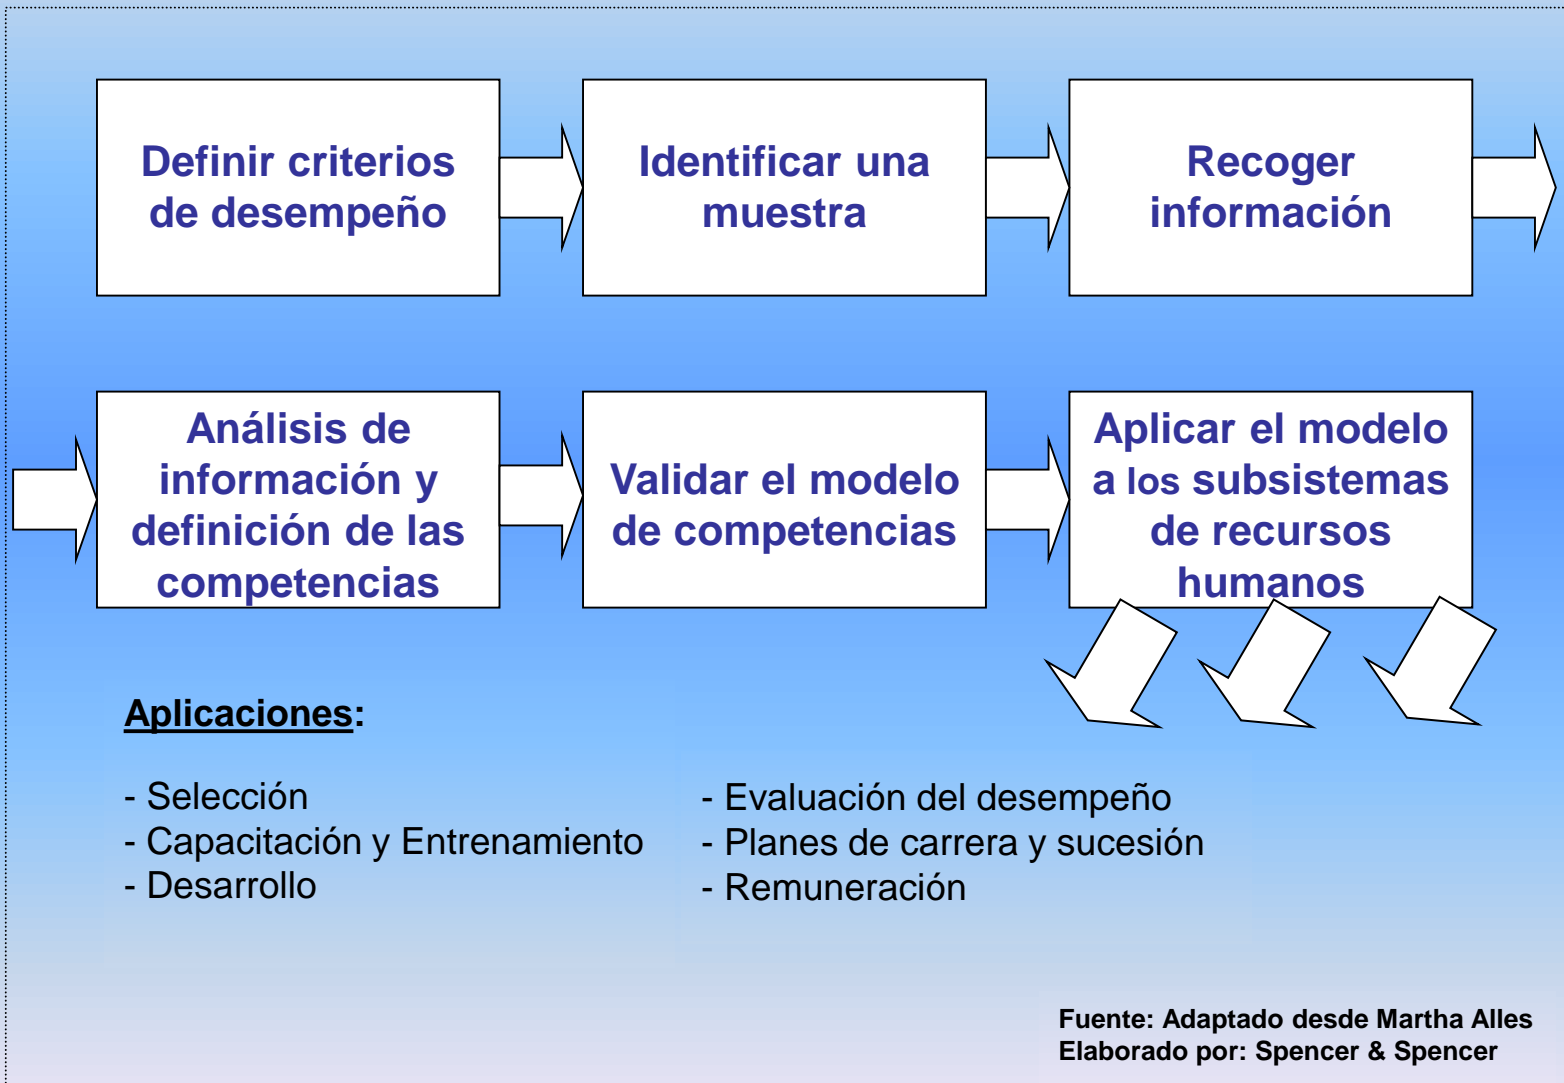 Definir criterios
de desempeño
Identificar una
muestra
Recoger
información
Análisis de
información y
definición de las
competencias
Validar el modelo
de competencias
Aplicar el modelo
a los subsistemas
de recursos
humanos
Aplicaciones:
- Selección
- Capacitación y Entrenamiento
- Desarrollo
- Evaluación del desempeño
- Planes de carrera y sucesión
- Remuneración
Fuente: Adaptado desde Martha Alles
Elaborado por: Spencer & Spencer